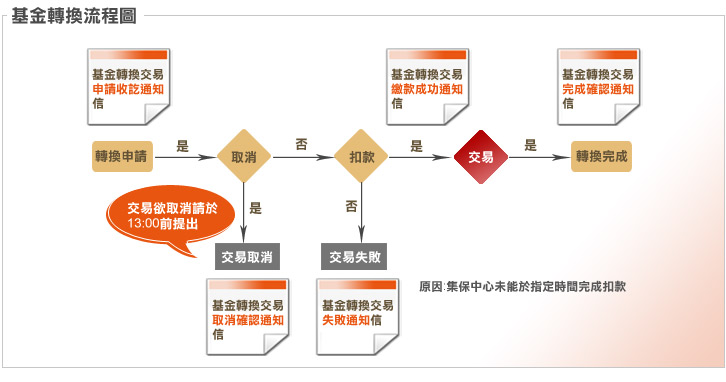 基金轉換流程圖
基金轉換交易
申請收訖通知
信
基金轉換交易
繳款成功通知
信
基金轉換交易
完成確認通知
信
轉換申請
是
取消
否
扣款
是
交易
是
轉換完成
交易欲取消請於
13:00前提出
是
否
交易取消
交易失敗
基金轉換交易
取消確認通知
信
基金轉換交易
失敗通知信
原因:集保中心未能於指定時間完成扣款